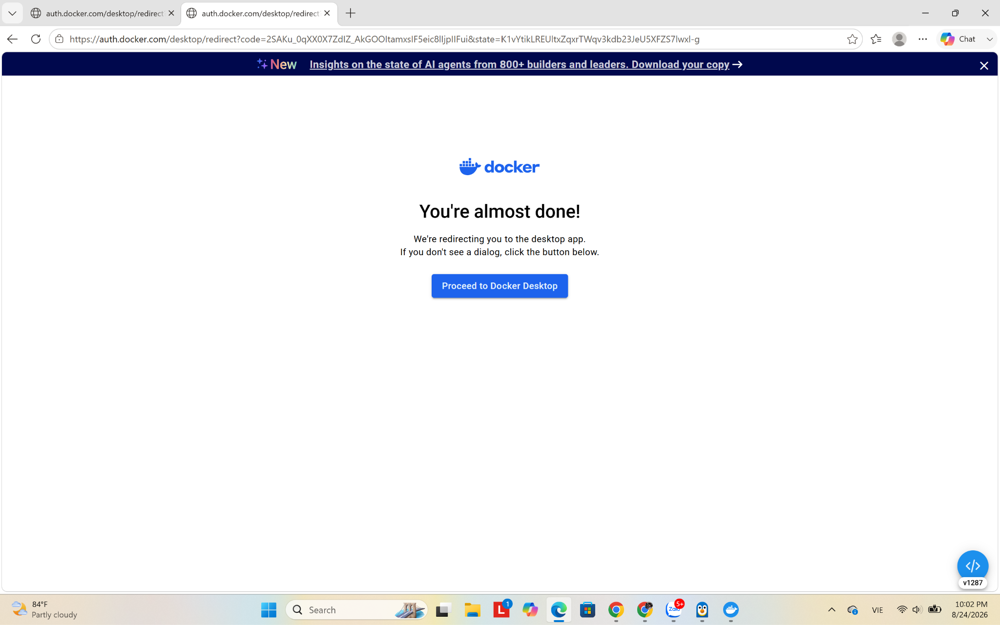 auth.docker.com/desktop/redirect
auth.docker.com/desktop/redirect
https://auth.docker.com/desktop/redirect?code=2SAKu_0qXX0X7ZdIZ_AkGOOItamxsIF5eic8lIjpIIFui&state=K1vYtikLREUltxZqxrTWqv3kdb23JeU5XFZS7lwxl-g
Chat
New
Insights on the state of AI agents from 800+ builders and leaders. Download your copy →
docker
You're almost done!
We're redirecting you to the desktop app.
If you don't see a dialog, click the button below.
Proceed to Docker Desktop
</>
v1287
84°F
Partly cloudy
Search
L
1
Zalo
5+
VIE
10:02 PM
8/24/2026